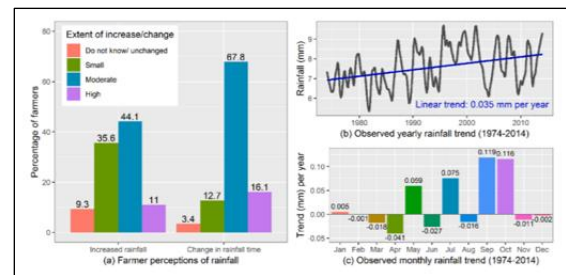 Extent of increase/change
Do not know/ unchanged
Small
Moderate
High
Percentage of farmers
60
40
20
0
9.3
35.6
44.1
11
3.4
12.7
67.8
16.1
Increased rainfall
Change in rainfall time
(a) Farmer perceptions of rainfall
Rainfall (mm)
9
8
7
6
Linear trend: 0.035 mm per year
1980
1990
2000
2010
(b) Observed yearly rainfall trend (1974-2014)
Trend (mm) per year
0.10
0.05
0.00
-0.05
-0.001
-0.018
-0.041
0.059
-0.027
0.075
-0.016
0.119
0.116
-0.011
-0.002
Jan Feb Mar Apr May Jun Jul Aug Sep Oct Nov Dec
(c) Observed monthly rainfall trend (1974-2014)